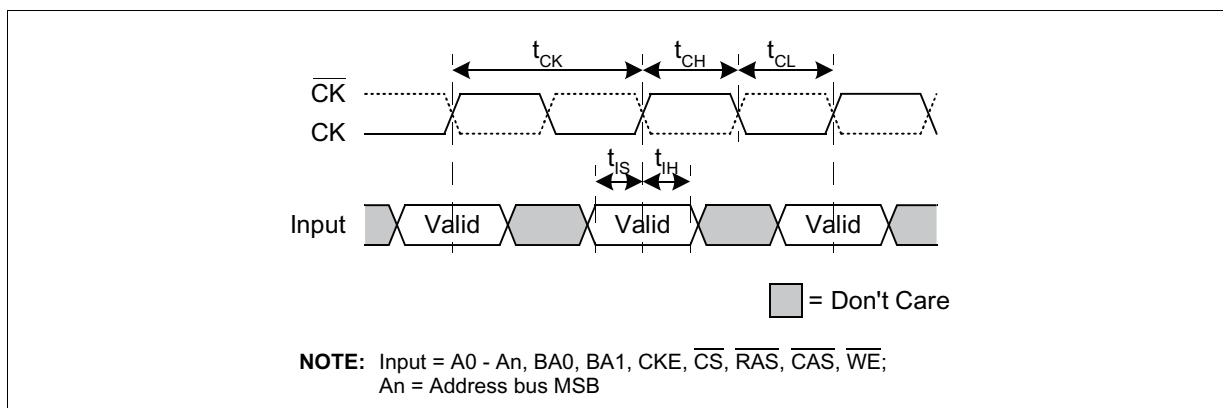 tCK tCH tCL
CK
CK
tIS tIH
Input Valid Valid Valid
= Don't Care
NOTE: Input = A0 - An, BA0, BA1, CKE, CS, RAS, CAS, WE;
An = Address bus MSB